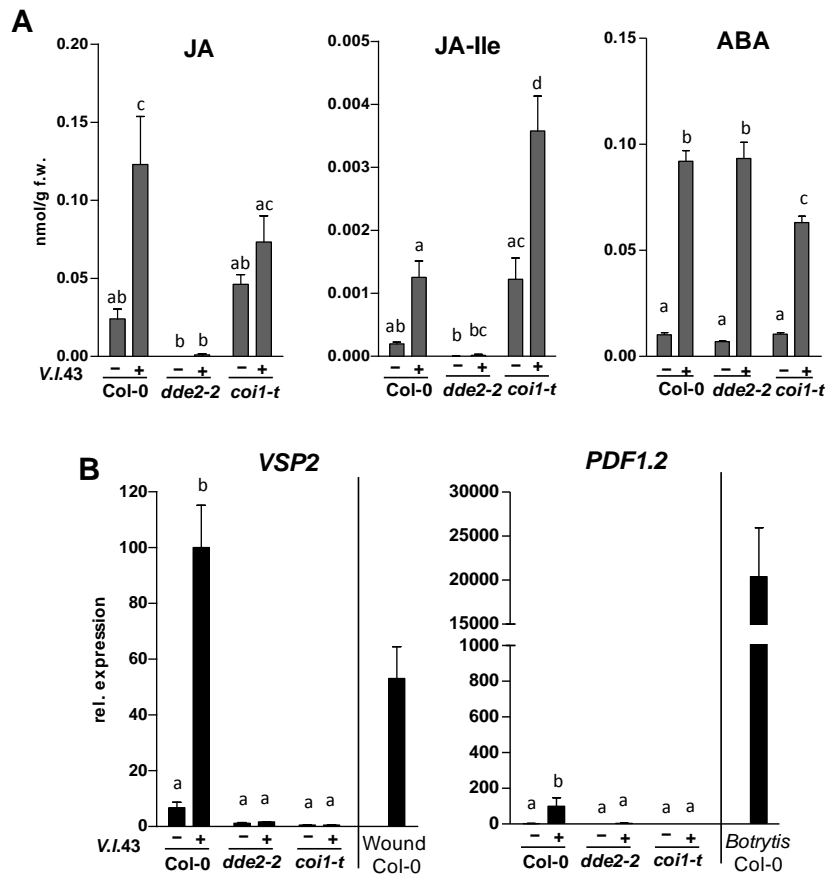 A
JA
JA-Ile
ABA
nmol/g f.w.
0.20
0.15
0.10
0.05
0.00
ab
c
b
b
ab
ac
V.l.43
− + − + − +
Col-0 dde2-2 coi1-t
0.005
0.004
0.003
0.002
0.001
0.000
ab
a
b
bc
ac
d
− + − + − +
Col-0 dde2-2 coi1-t
0.15
0.10
0.05
0.00
a
b
a
b
a
c
− + − + − +
Col-0 dde2-2 coi1-t
B
VSP2
PDF1.2
rel. expression
120
100
80
60
40
20
0
a
b
a a
a a
V.l.43
− + − + − +
Col-0 dde2-2 coi1-t
Wound
Col-0
30000
25000
20000
15000
1000
800
600
400
200
0
a
b
a
a
a a
− + − + − +
Col-0 dde2-2 coi1-t
Botrytis
Col-0